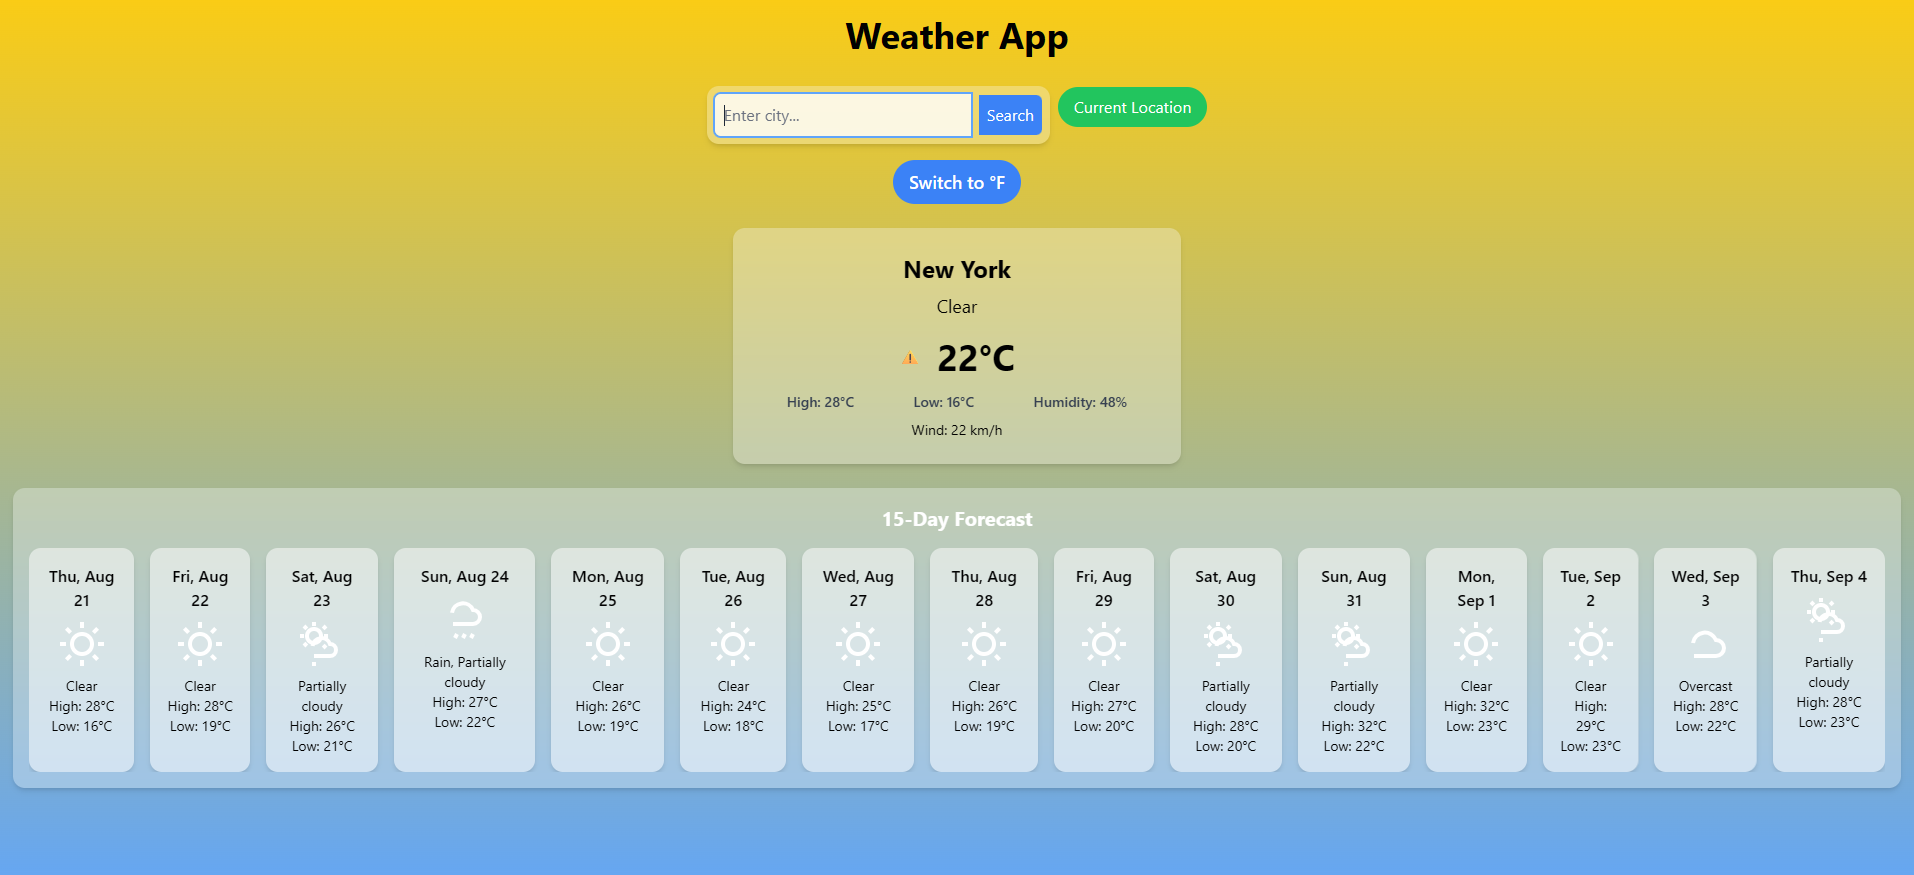 Weather App
Enter city...
Search
Current Location
Switch to °F
New York
Clear
22°C
High: 28°C
Low: 16°C
Humidity: 48%
Wind: 22 km/h
15-Day Forecast
Thu, Aug
21
Clear
High: 28°C
Low: 16°C
Fri, Aug
22
Clear
High: 28°C
Low: 19°C
Sat, Aug
23
Partially
cloudy
High: 26°C
Low: 21°C
Sun, Aug 24
Rain, Partially
cloudy
High: 27°C
Low: 22°C
Mon, Aug
25
Clear
High: 26°C
Low: 19°C
Tue, Aug
26
Clear
High: 24°C
Low: 18°C
Wed, Aug
27
Clear
High: 25°C
Low: 17°C
Thu, Aug
28
Clear
High: 26°C
Low: 19°C
Fri, Aug
29
Clear
High: 27°C
Low: 20°C
Sat, Aug
30
Partially
cloudy
High: 28°C
Low: 20°C
Sun, Aug
31
Partially
cloudy
High: 32°C
Low: 22°C
Mon,
Sep 1
Clear
High: 32°C
Low: 23°C
Tue, Sep
2
Clear
High:
29°C
Low: 23°C
Wed, Sep
3
Overcast
High: 28°C
Low: 22°C
Thu, Sep 4
Partially
cloudy
High: 28°C
Low: 23°C